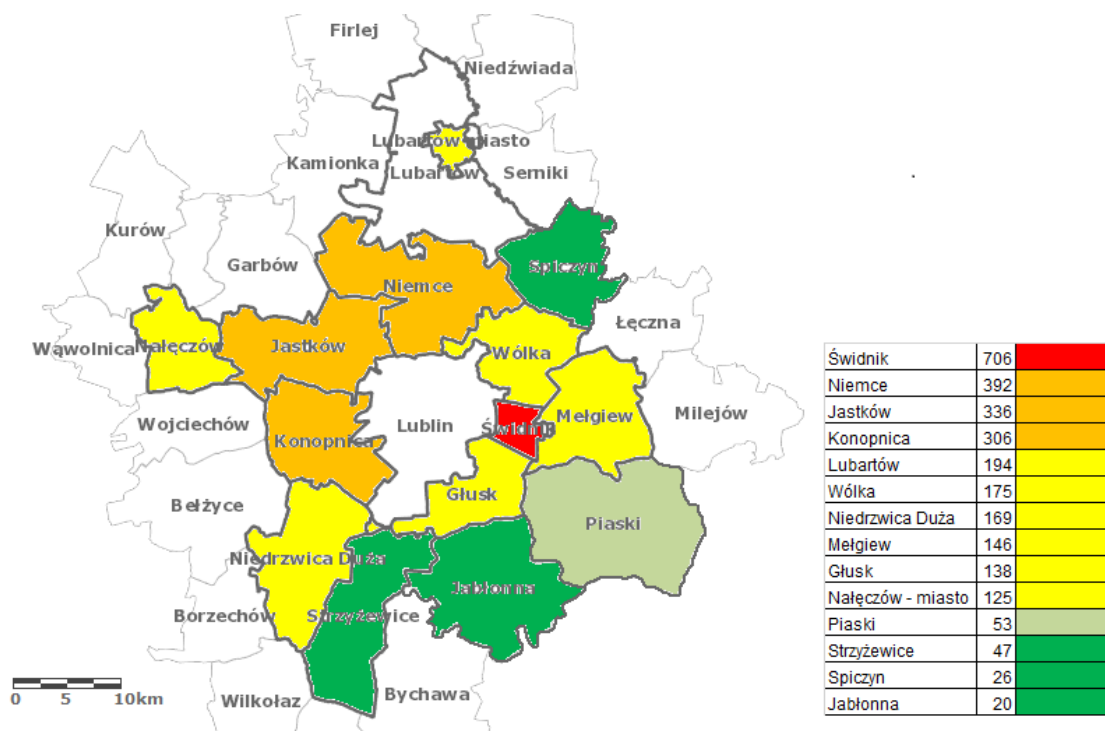 Firlej
Niedźwiada
Lubartów miasto
Kamionka
Lubartów
Serniki
Kurów
Garbów
Spiczyn
Niemce
Łęczna
Wąwolnica
Nałęczów
Jastków
Wólka
Wojciechów
Konopnica
Lublin
Świdnik
Mełgiew
Milejów
Bełżyce
Głusk
Piaski
Niedrzwica Duża
Jabłonna
Borzechów
Strzyżewice
Wilkołaz
Bychawa
0 5 10km
Świdnik 706
Niemce 392
Jastków 336
Konopnica 306
Lubartów 194
Wólka 175
Niedrzwica Duża 169
Mełgiew 146
Głusk 138
Nałęczów - miasto 125
Piaski 53
Strzyżewice 47
Spiczyn 26
Jabłonna 20